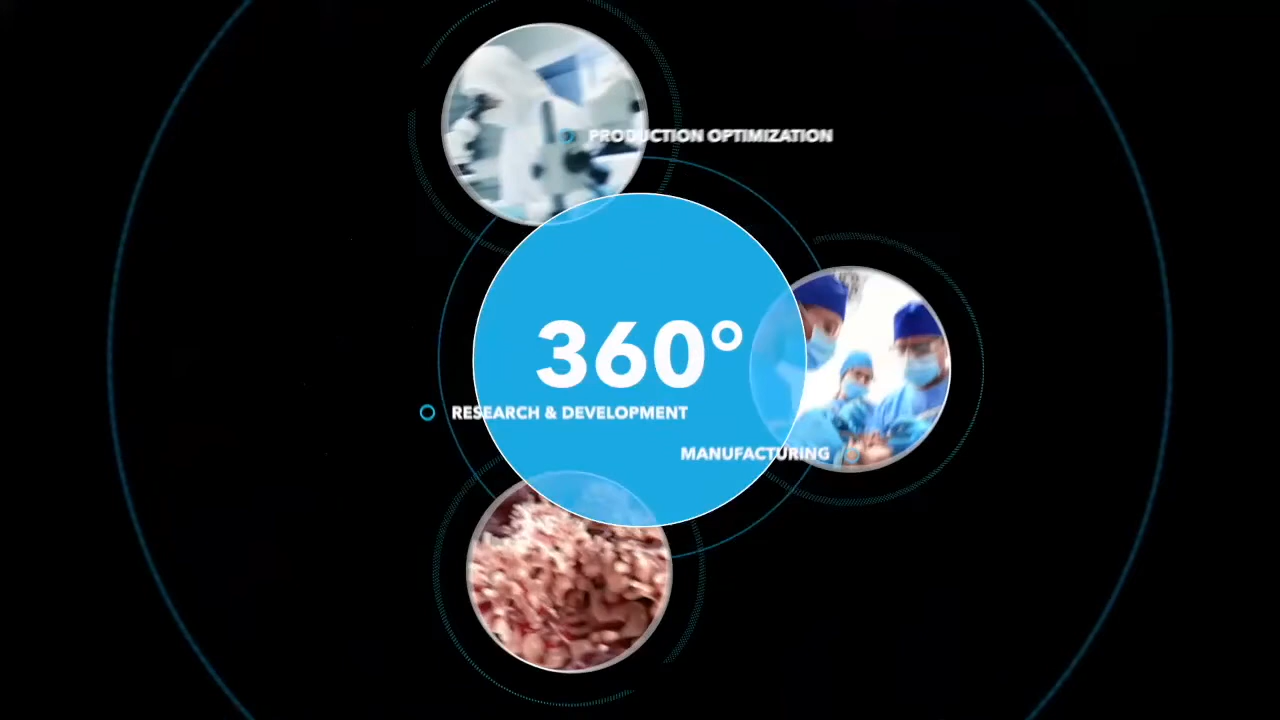 PRODUCTION OPTIMIZATION
360°
RESEARCH & DEVELOPMENT
MANUFACTURING